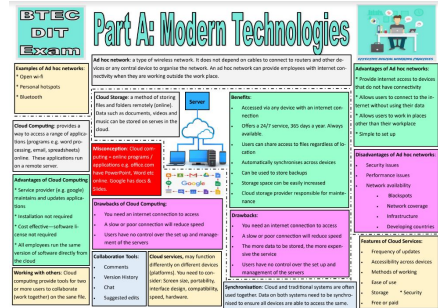 BTEC
DIT
Exam
Part A: Modern Technologies
Ad hoc network: a type of wireless network. It does not depend on cables to connect to routers and other de-
vices or any central device to organise the network. An ad hoc network can provide employees with internet con-
nectivity when they are working outside the work place.
Examples of Ad hoc networks:
* Open wi-fi
* Personal hotspots
* Bluetooth
Cloud Storage: a method of storing
files and folders remotely (online).
Data such as documents, videos and
music can be stored on servers in the
cloud.
Server
Cloud Computing: provides a
way to access a range of applica-
tions (programs e.g. word pro-
cessing, email, spreadsheets)
online. These applications run
on a remote server.
Misconception: Cloud com-
puting – online programs /
applications e.g. office.com
have PowerPoint, Word etc
online. Google has docs &
Slides.
Google
Advantages of Cloud Computing
* Service provider (e.g. google)
maintains and updates applica-
tions
* Installation not required
* Cost effective—software li-
cense not required
* All employees run the same
version of software directly from
the cloud
Drawbacks of Cloud Computing:
• You need an internet connection to access
• A slow or poor connection will reduce speed
• Users have no control over the set up and manage-
ment of the servers
Working with others: Cloud
computing provide tools for two
or more users to collaborate
(work together) on the same file.
Collaboration Tools:
• Comments
• Version History
• Chat
• Suggested edits
Cloud services, may function
differently on different devices
(platforms). You need to con-
sider: Screen size, portability,
interface design, compatibility,
speed, hardware.
Benefits:
• Accessed via any device with an internet con-
nection
• Offers a 24/7 service, 365 days a year. Always
available.
• Users can share access to files regardless of lo-
cation
• Automatically synchronises across devices
• Can be used to store backups
• Storage space can be easily increased
• Cloud storage provider responsible for mainte-
nance
Drawbacks:
• You need an internet connection to access
• A slow or poor connection will reduce speed
• The more data to be stored, the more expen-
sive the service
• Users have no control over the set up and
management of the servers
Synchronisation: Cloud and traditional systems are often
used together. Data on both systems need to be synchro-
nised to ensure all devices are able to access the same.
Advantages of Ad hoc networks:
* Provide internet access to devices
that do not have connectivity
* Allows users to connect to the in-
ternet without using their data
* Allows users to work in places
other than their workplace
* Simple to set up
Disadvantages of Ad hoc networks:
• Security issues
• Performance issues
• Network availability
• Blackspots
• Network coverage
• Infrastructure
• Developing countries
Features of Cloud Services:
• Frequency of updates
• Accessibility across devices
• Methods of working
• Ease of use
• Storage * Security
• Free or paid